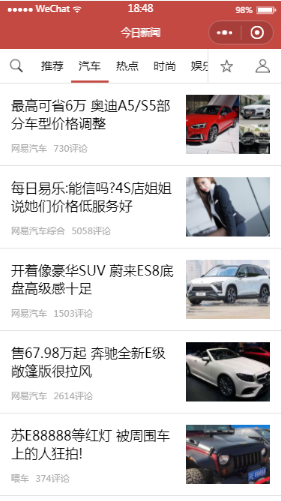 WeChat 18:48 98%
今日新闻
推荐 汽车 热点 时尚 娱乐
最高可省6万 奥迪A5/S5部
分车型价格调整
网易汽车 730评论
每日易乐:能信吗?4S店姐姐
说她们价格低服务好
网易汽车综合 5058评论
开着像豪华SUV 蔚来ES8底
盘高级感十足
网易汽车 1503评论
售67.98万起 奔驰全新E级
敞篷版很拉风
网易汽车 2614评论
苏E88888等红灯 被周围车
上的人狂拍!
喂车 374评论